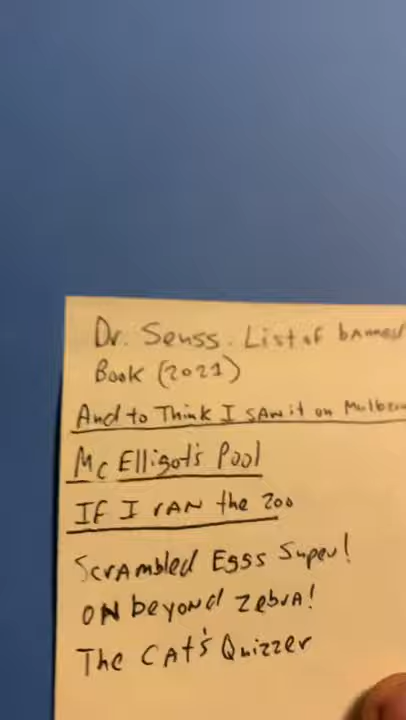 Dr. Seuss. List of banned
Book (2021)
And to Think I saw it on
Mc Elligot's Pool
If I ran the Zoo
Scrambled Eggs Super!
ON beyond Zebra!
The CAt's Quizzer